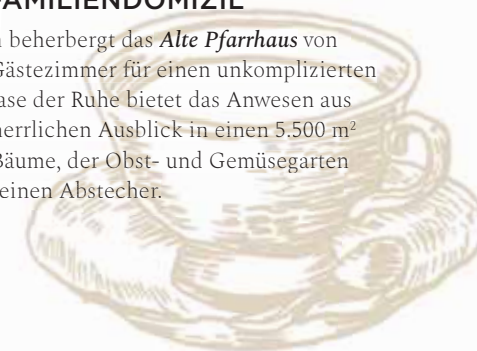 FAMILIENDOMIZIL
beherbergt das Alte Pfarrhaus von
Gästezimmer für einen unkomplizierten
ase der Ruhe bietet das Anwesen aus
herrlichen Ausblick in einen 5.500 m²
Bäume, der Obst- und Gemüsegarten
einen Abstecher.